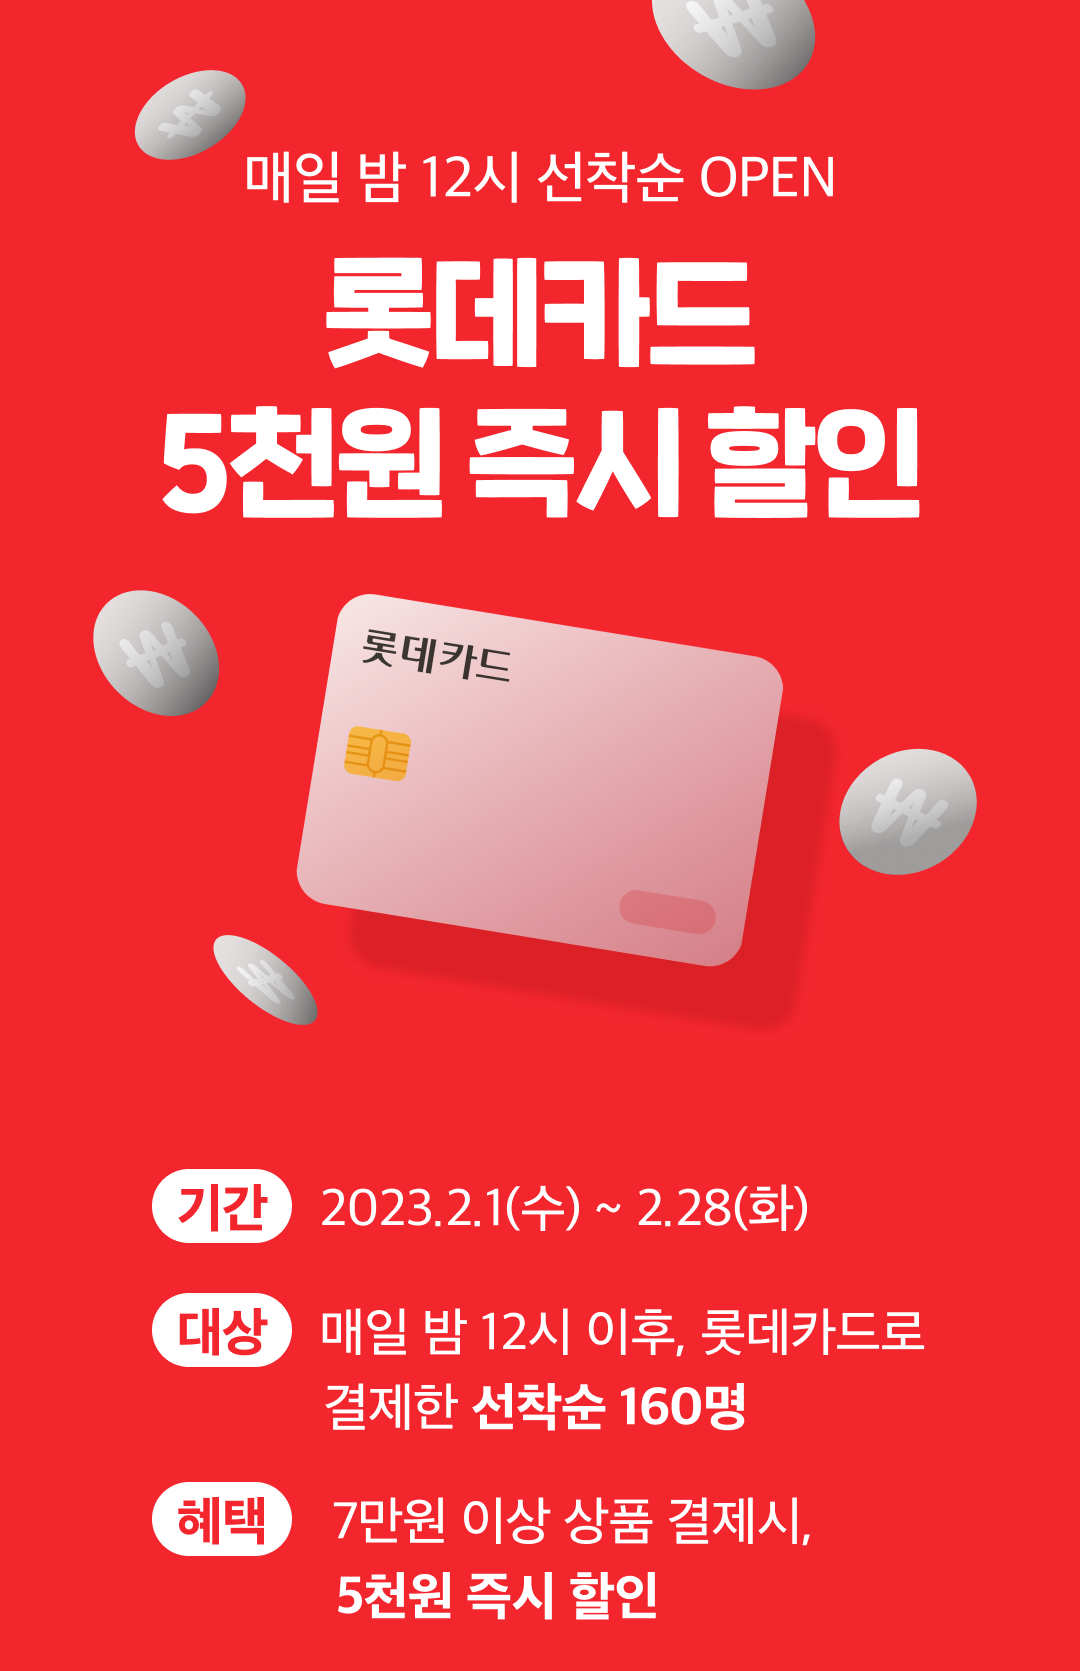 매일 밤 12시 선착순 OPEN
롯데카드
5천원 즉시 할인
롯데카드
기간 2023.2.1(수) ~ 2.28(화)
대상 매일 밤 12시 이후, 롯데카드로
결제한 선착순 160명
혜택 7만원 이상 상품 결제시,
5천원 즉시 할인